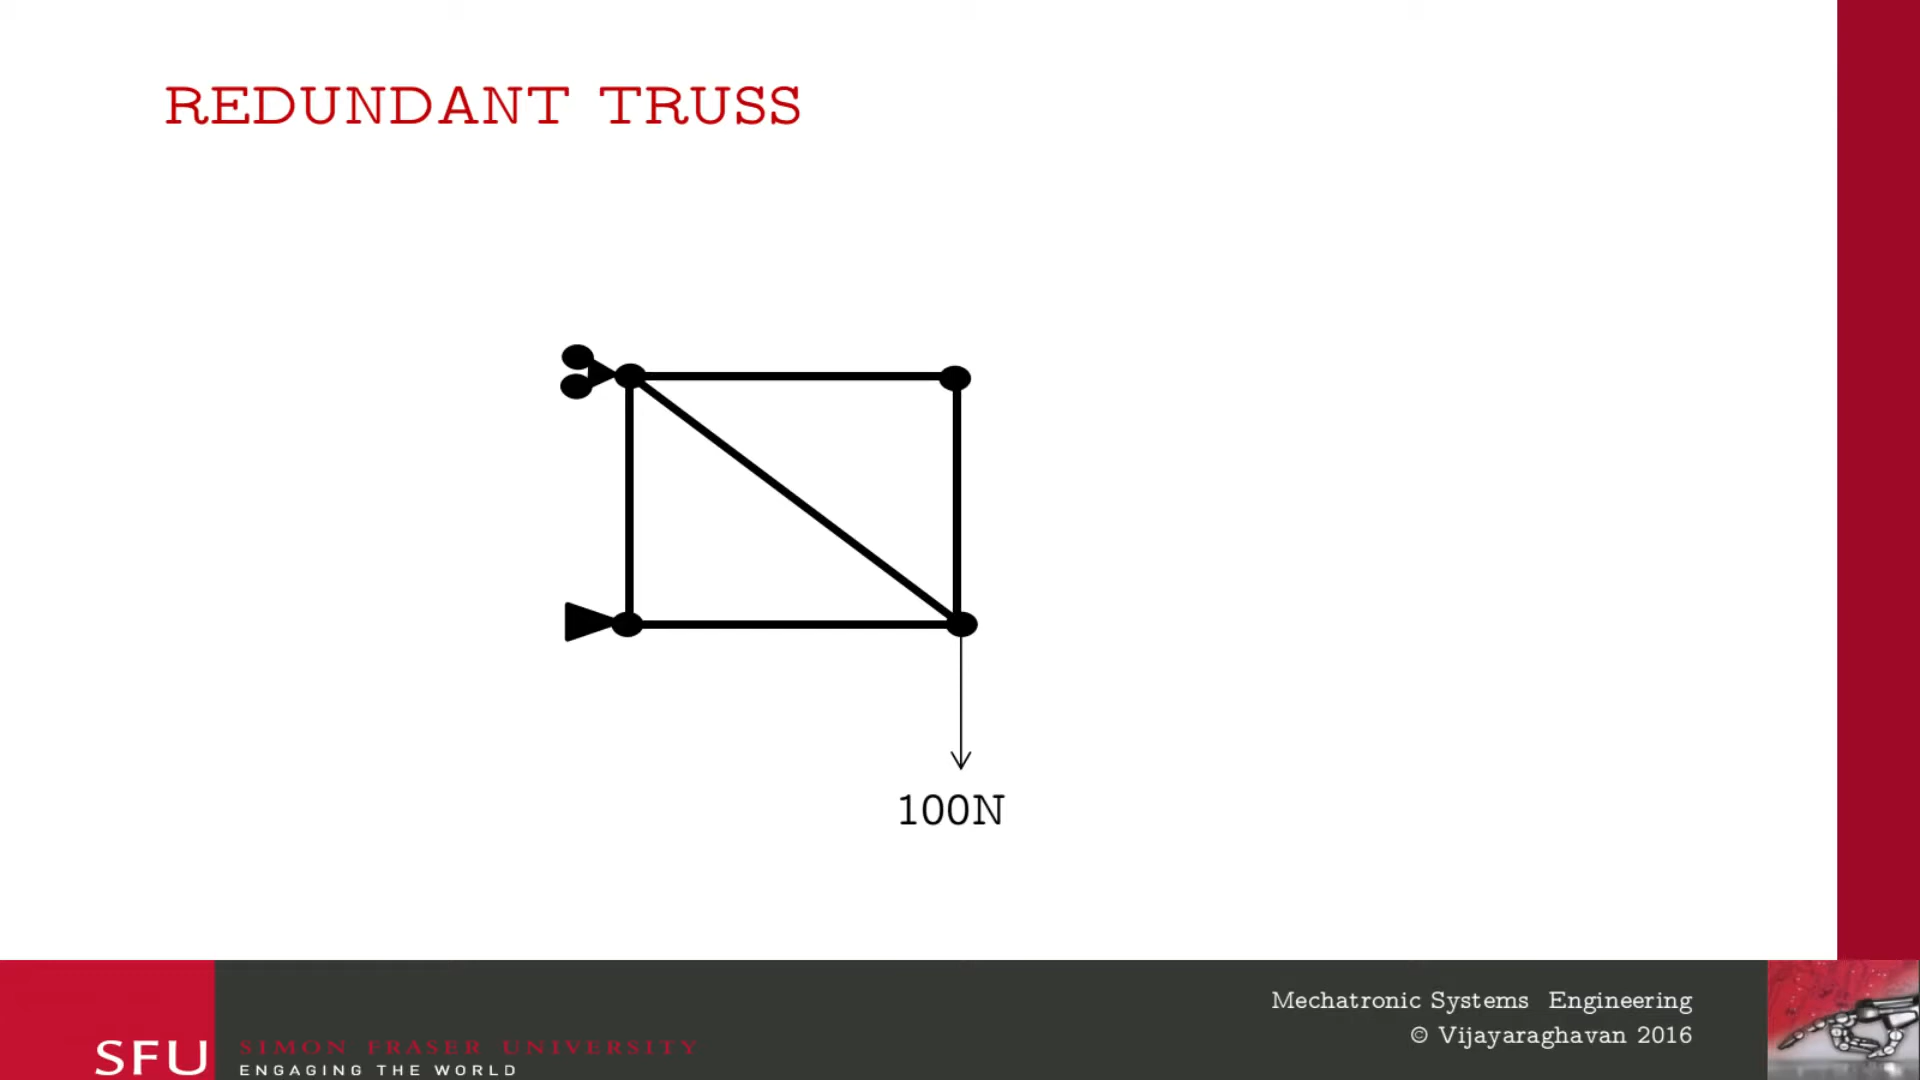 REDUNDANT TRUSS
100N
Mechatronic Systems Engineering
© Vijayaraghavan 2016
SFU
SIMON FRASER UNIVERSITY
ENGAGING THE WORLD